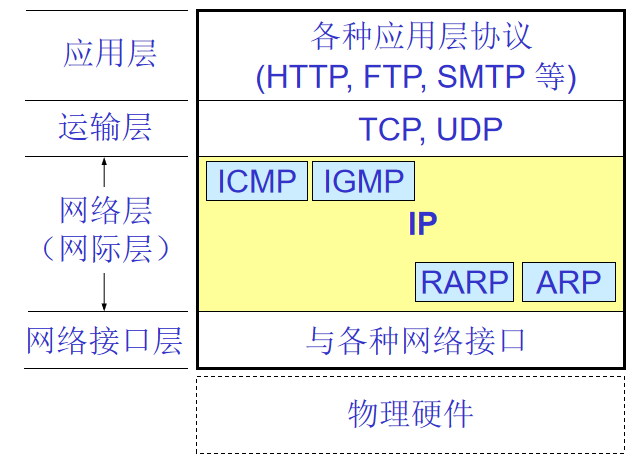 应用层
各种应用层协议
(HTTP, FTP, SMTP 等)
运输层
TCP, UDP
网络层
（网际层）
ICMP
IGMP
IP
RARP
ARP
网络接口层
与各种网络接口
物理硬件